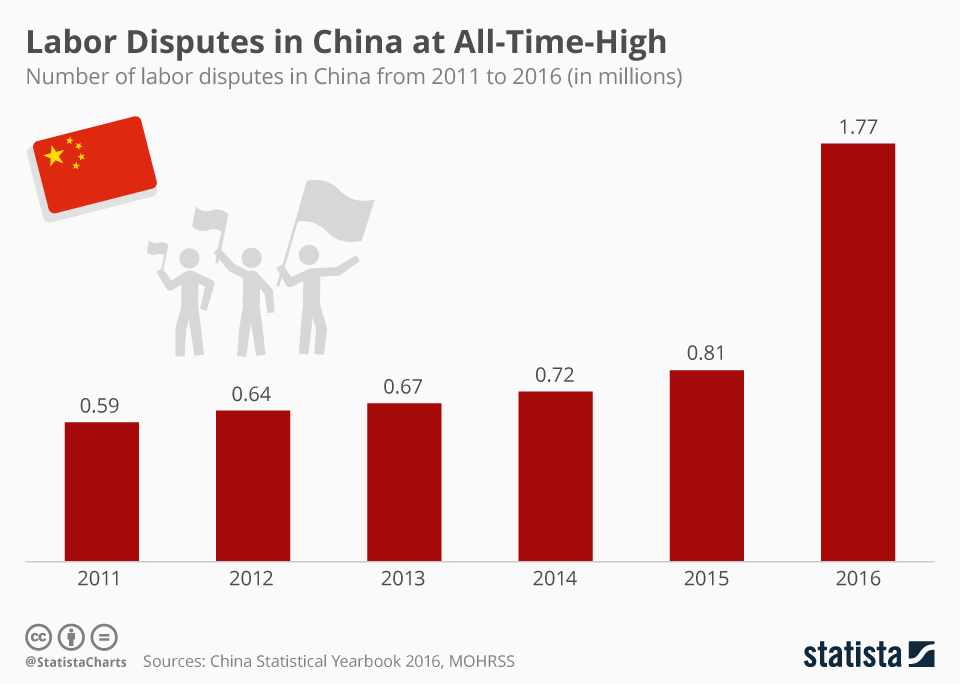 Labor Disputes in China at All-Time-High
Number of labor disputes in China from 2011 to 2016 (in millions)
0.59
0.64
0.67
0.72
0.81
1.77
2011 2012 2013 2014 2015 2016
cc
@StatistaCharts Sources: China Statistical Yearbook 2016, MOHRSS
statista